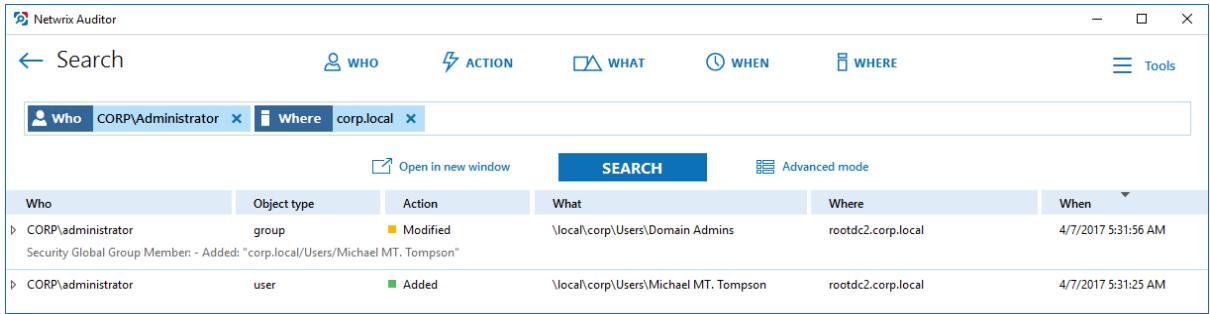 Netwrix Auditor
Search WHO ACTION WHAT WHEN WHERE Tools
Who CORP\Administrator Where corp.local
Open in new window SEARCH Advanced mode
Who Object type Action What Where When
CORP\administrator group Modified \local\corp\Users\Domain Admins rootdc2.corp.local 4/7/2017 5:31:56 AM
Security Global Group Member: - Added: "corp.local/Users/Michael MT. Tompson"
CORP\administrator user Added \local\corp\Users\Michael MT. Tompson rootdc2.corp.local 4/7/2017 5:31:25 AM